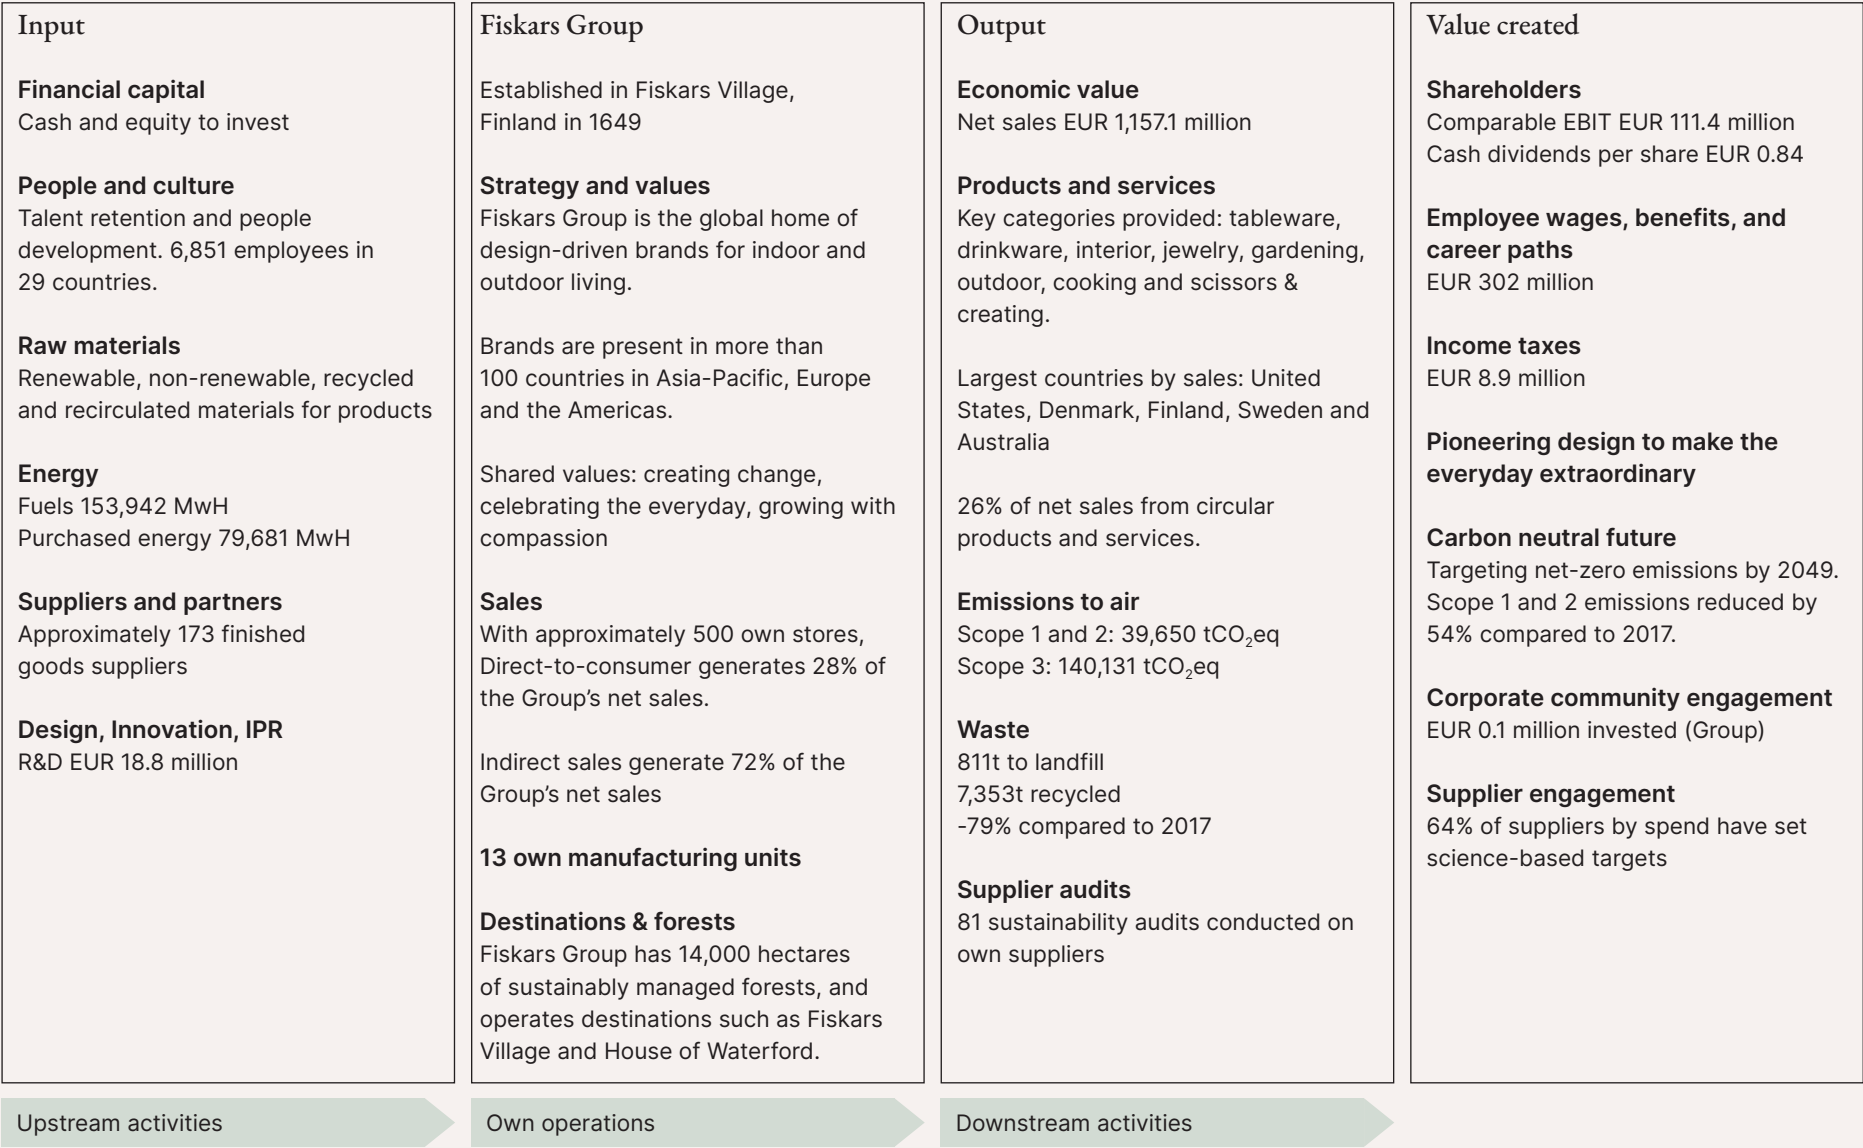 Input
Financial capital
Cash and equity to invest
People and culture
Talent retention and people
development. 6,851 employees in
29 countries.
Raw materials
Renewable, non-renewable, recycled
and recirculated materials for products
Energy
Fuels 153,942 MwH
Purchased energy 79,681 MwH
Suppliers and partners
Approximately 173 finished
goods suppliers
Design, Innovation, IPR
R&D EUR 18.8 million
Upstream activities
Fiskars Group
Established in Fiskars Village,
Finland in 1649
Strategy and values
Fiskars Group is the global home of
design-driven brands for indoor and
outdoor living.
Brands are present in more than
100 countries in Asia-Pacific, Europe
and the Americas.
Shared values: creating change,
celebrating the everyday, growing with
compassion
Sales
With approximately 500 own stores,
Direct-to-consumer generates 28% of
the Group’s net sales.
Indirect sales generate 72% of the
Group’s net sales
13 own manufacturing units
Destinations & forests
Fiskars Group has 14,000 hectares
of sustainably managed forests, and
operates destinations such as Fiskars
Village and House of Waterford.
Own operations
Output
Economic value
Net sales EUR 1,157.1 million
Products and services
Key categories provided: tableware,
drinkware, interior, jewelry, gardening,
outdoor, cooking and scissors &
creating.
Largest countries by sales: United
States, Denmark, Finland, Sweden and
Australia
26% of net sales from circular
products and services.
Emissions to air
Scope 1 and 2: 39,650 tCO₂eq
Scope 3: 140,131 tCO₂eq
Waste
811t to landfill
7,353t recycled
-79% compared to 2017
Supplier audits
81 sustainability audits conducted on
own suppliers
Downstream activities
Value created
Shareholders
Comparable EBIT EUR 111.4 million
Cash dividends per share EUR 0.84
Employee wages, benefits, and
career paths
EUR 302 million
Income taxes
EUR 8.9 million
Pioneering design to make the
everyday extraordinary
Carbon neutral future
Targeting net-zero emissions by 2049.
Scope 1 and 2 emissions reduced by
54% compared to 2017.
Corporate community engagement
EUR 0.1 million invested (Group)
Supplier engagement
64% of suppliers by spend have set
science-based targets